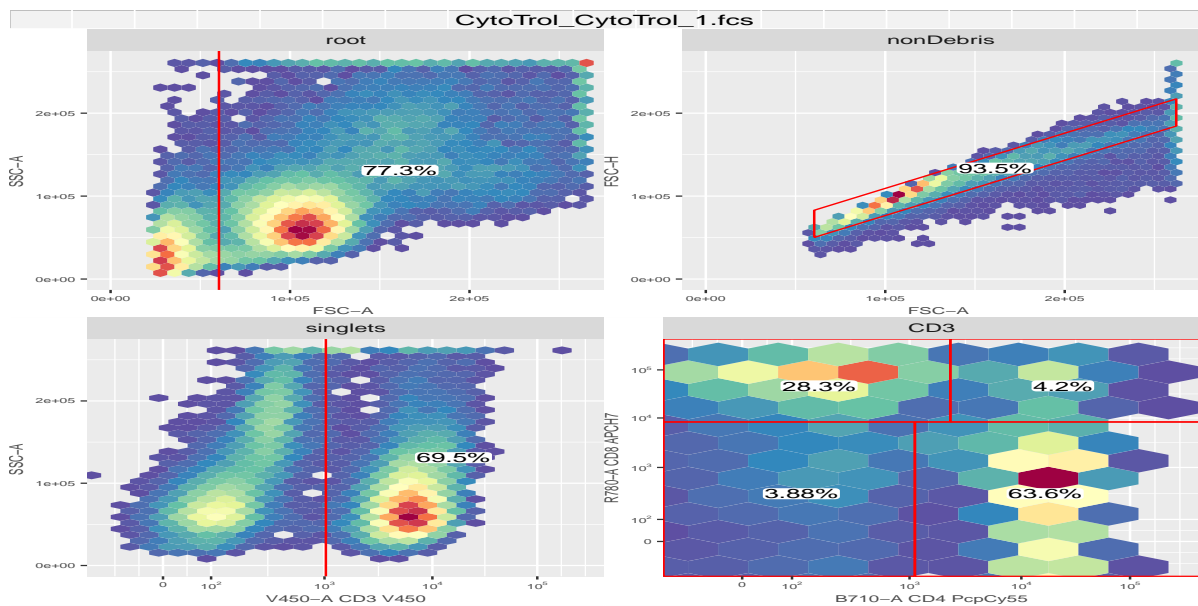 CytoTrol_CytoTrol_1.fcs
root
SSC-A
2e+05
1e+05
0e+00
77.3%
0e+00 1e+05 2e+05
FSC-A
nonDebris
FSC-H
2e+05
1e+05
0e+00
93.5%
0e+00 1e+05 2e+05
FSC-A
singlets
SSC-A
2e+05
1e+05
0e+00
69.5%
0 10² 10³ 10⁴ 10⁵
V450-A CD3 V450
CD3
R780-A CD8 APCH7
10⁵
10⁴
10³
10²
0
28.3% 4.2%
3.88% 63.6%
0 10² 10³ 10⁴ 10⁵
B710-A CD4 PcpCy55